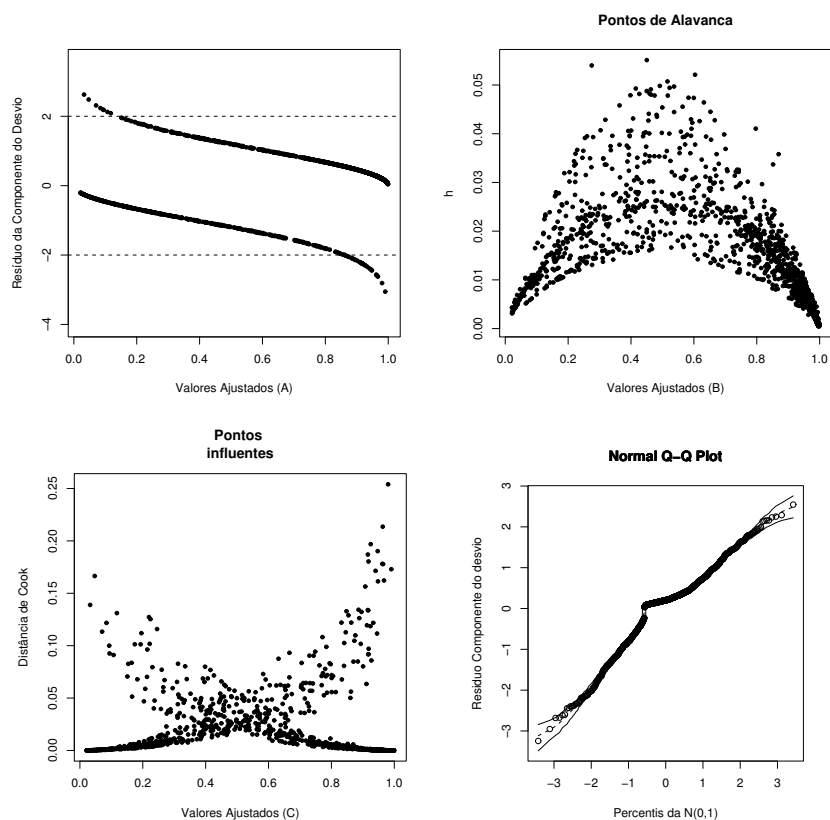 Resíduo da Componente do Desvio
2
0
−2
−4
0.0 0.2 0.4 0.6 0.8 1.0
Valores Ajustados (A)
Pontos de Alavanca
h
0.05
0.04
0.03
0.02
0.01
0.00
0.0 0.2 0.4 0.6 0.8 1.0
Valores Ajustados (B)
Pontos
influentes
Distância de Cook
0.25
0.20
0.15
0.10
0.05
0.00
0.0 0.2 0.4 0.6 0.8 1.0
Valores Ajustados (C)
Normal Q−Q Plot
Resíduo Componente do desvio
3
2
1
0
−1
−2
−3
−3 −2 −1 0 1 2 3
Percentis da N(0,1)